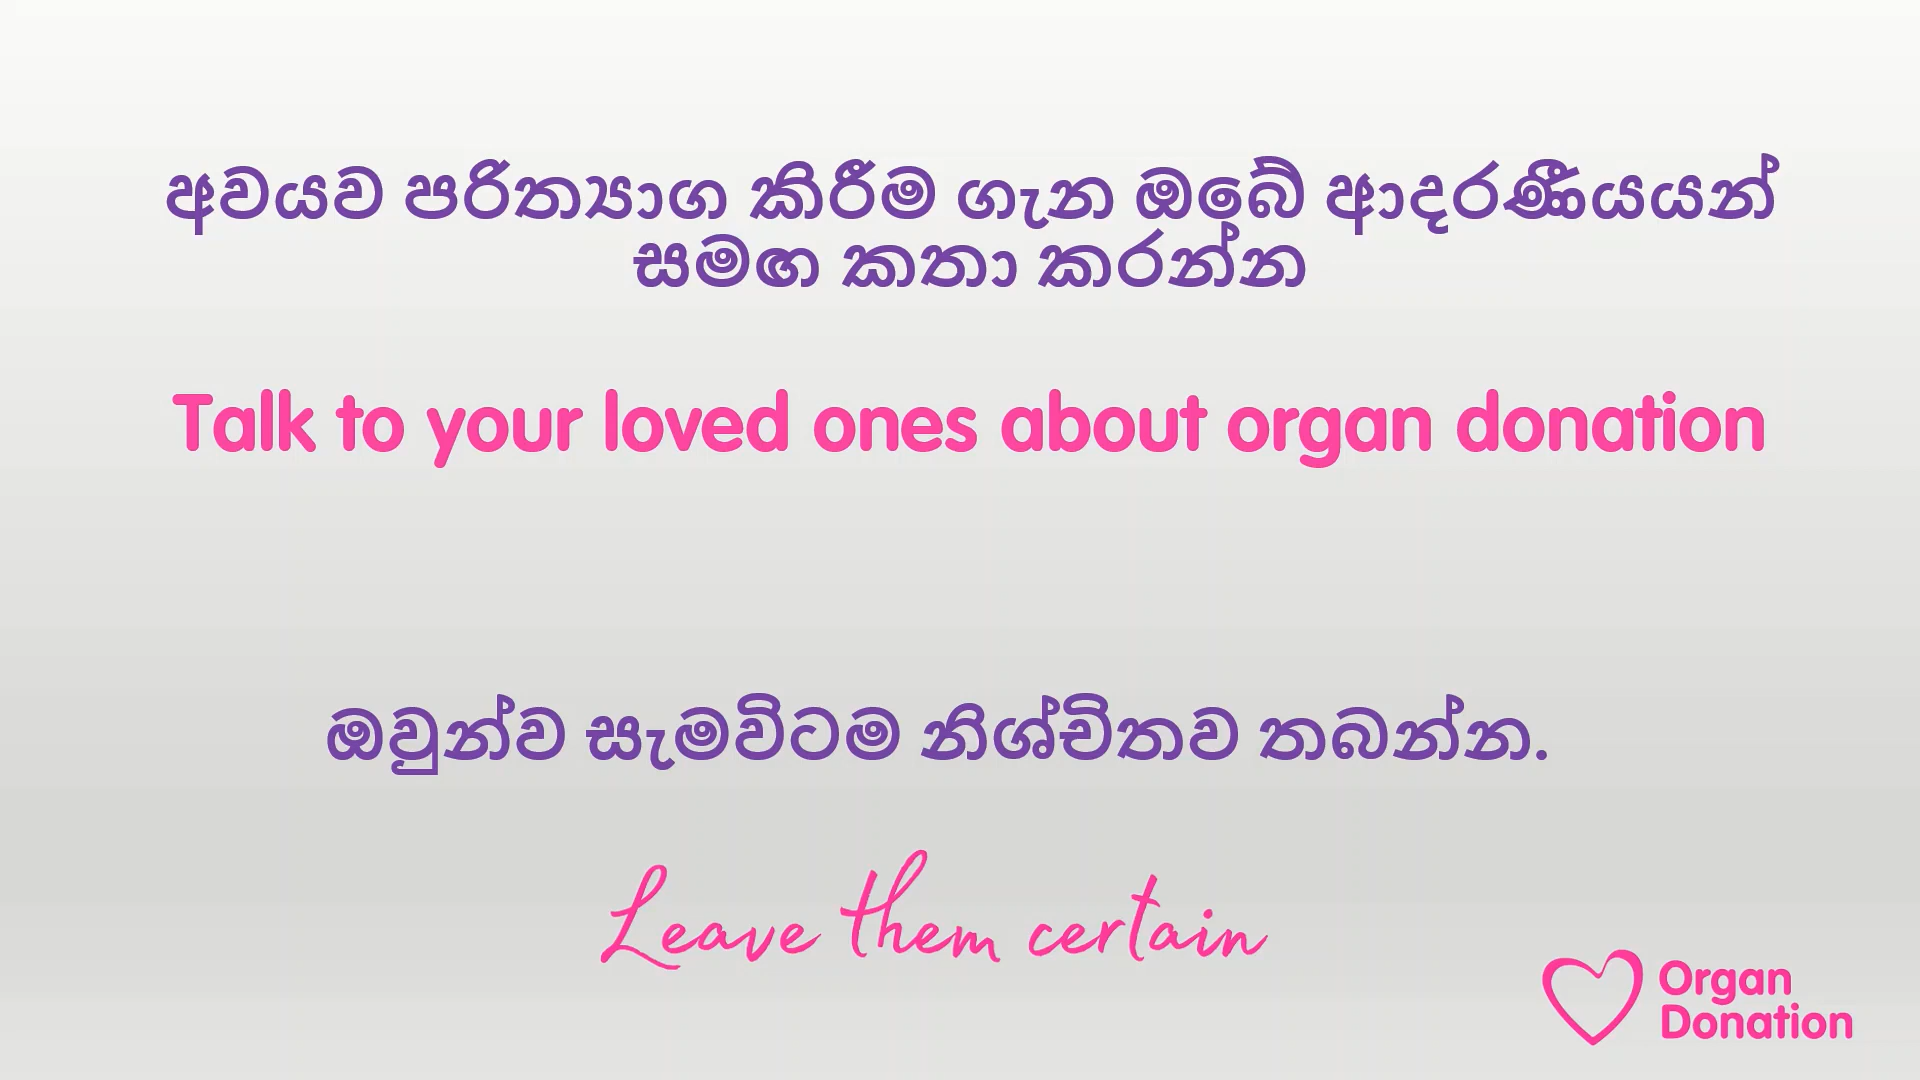 අවයව පරිත්‍යාග කිරීම ගැන ඔබේ ආදරණීයයන්
සමඟ කතා කරන්න
Talk to your loved ones about organ donation
ඔවුන්ව සැමවිටම නිශ්චිතව තබන්න.
Leave them certain
Organ
Donation